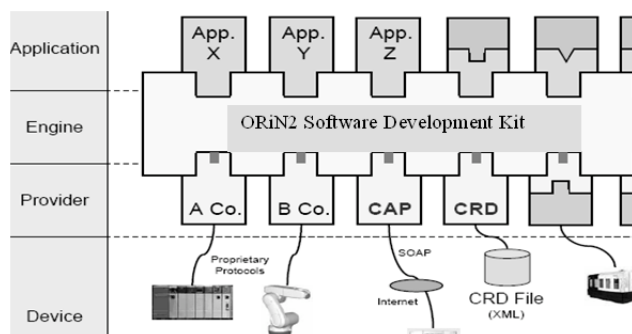 Application
App.
X
App.
Y
App.
Z
Engine
ORiN2 Software Development Kit
Provider
A Co.
B Co.
CAP
CRD
Proprietary
Protocols
SOAP
Internet
CRD File
(XML)
Device